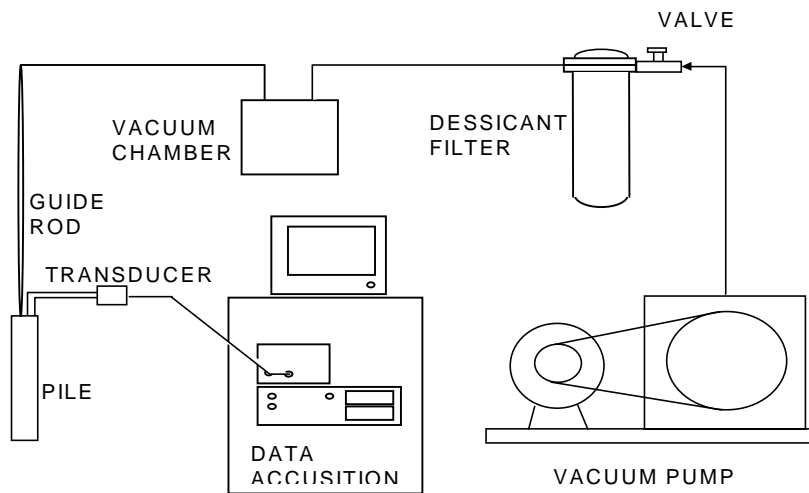 VALVE
VACUUM
CHAMBER
DESSICANT
FILTER
GUIDE
ROD
TRANSDUCER
PILE
DATA
ACCUSITION
VACUUM PUMP